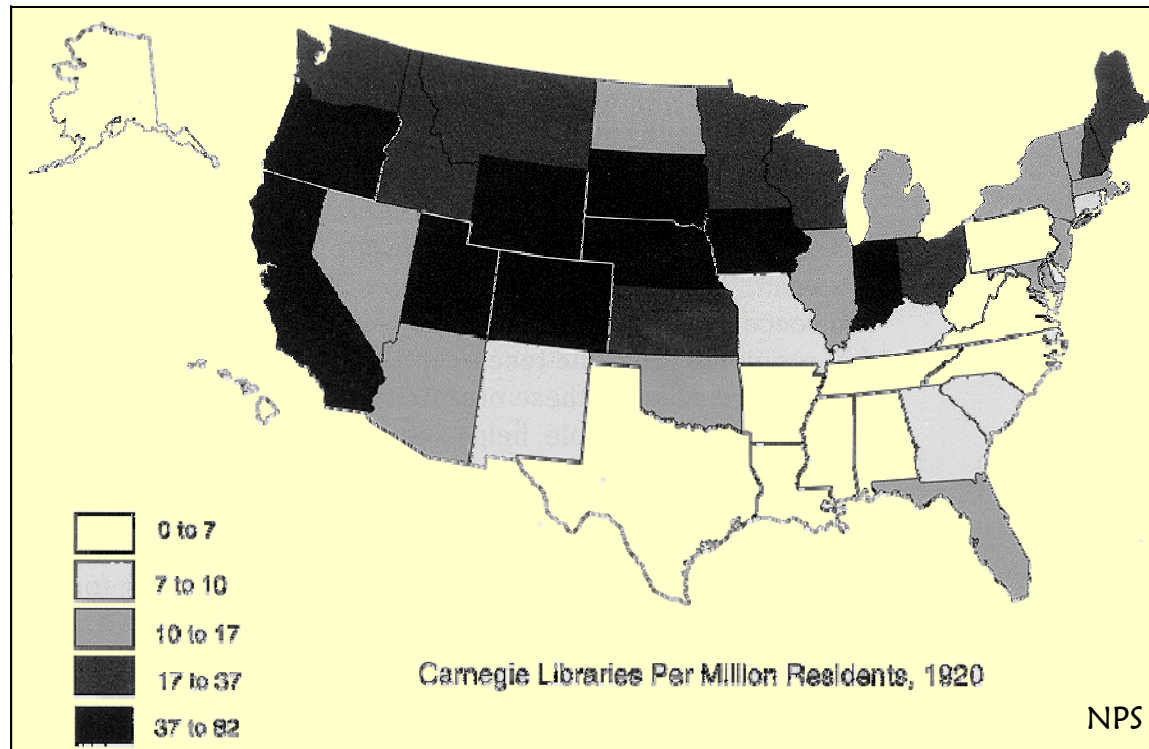 0 to 7
7 to 10
10 to 17
17 to 37
37 to 82
Carnegie Libraries Per Million Residents, 1920
NPS